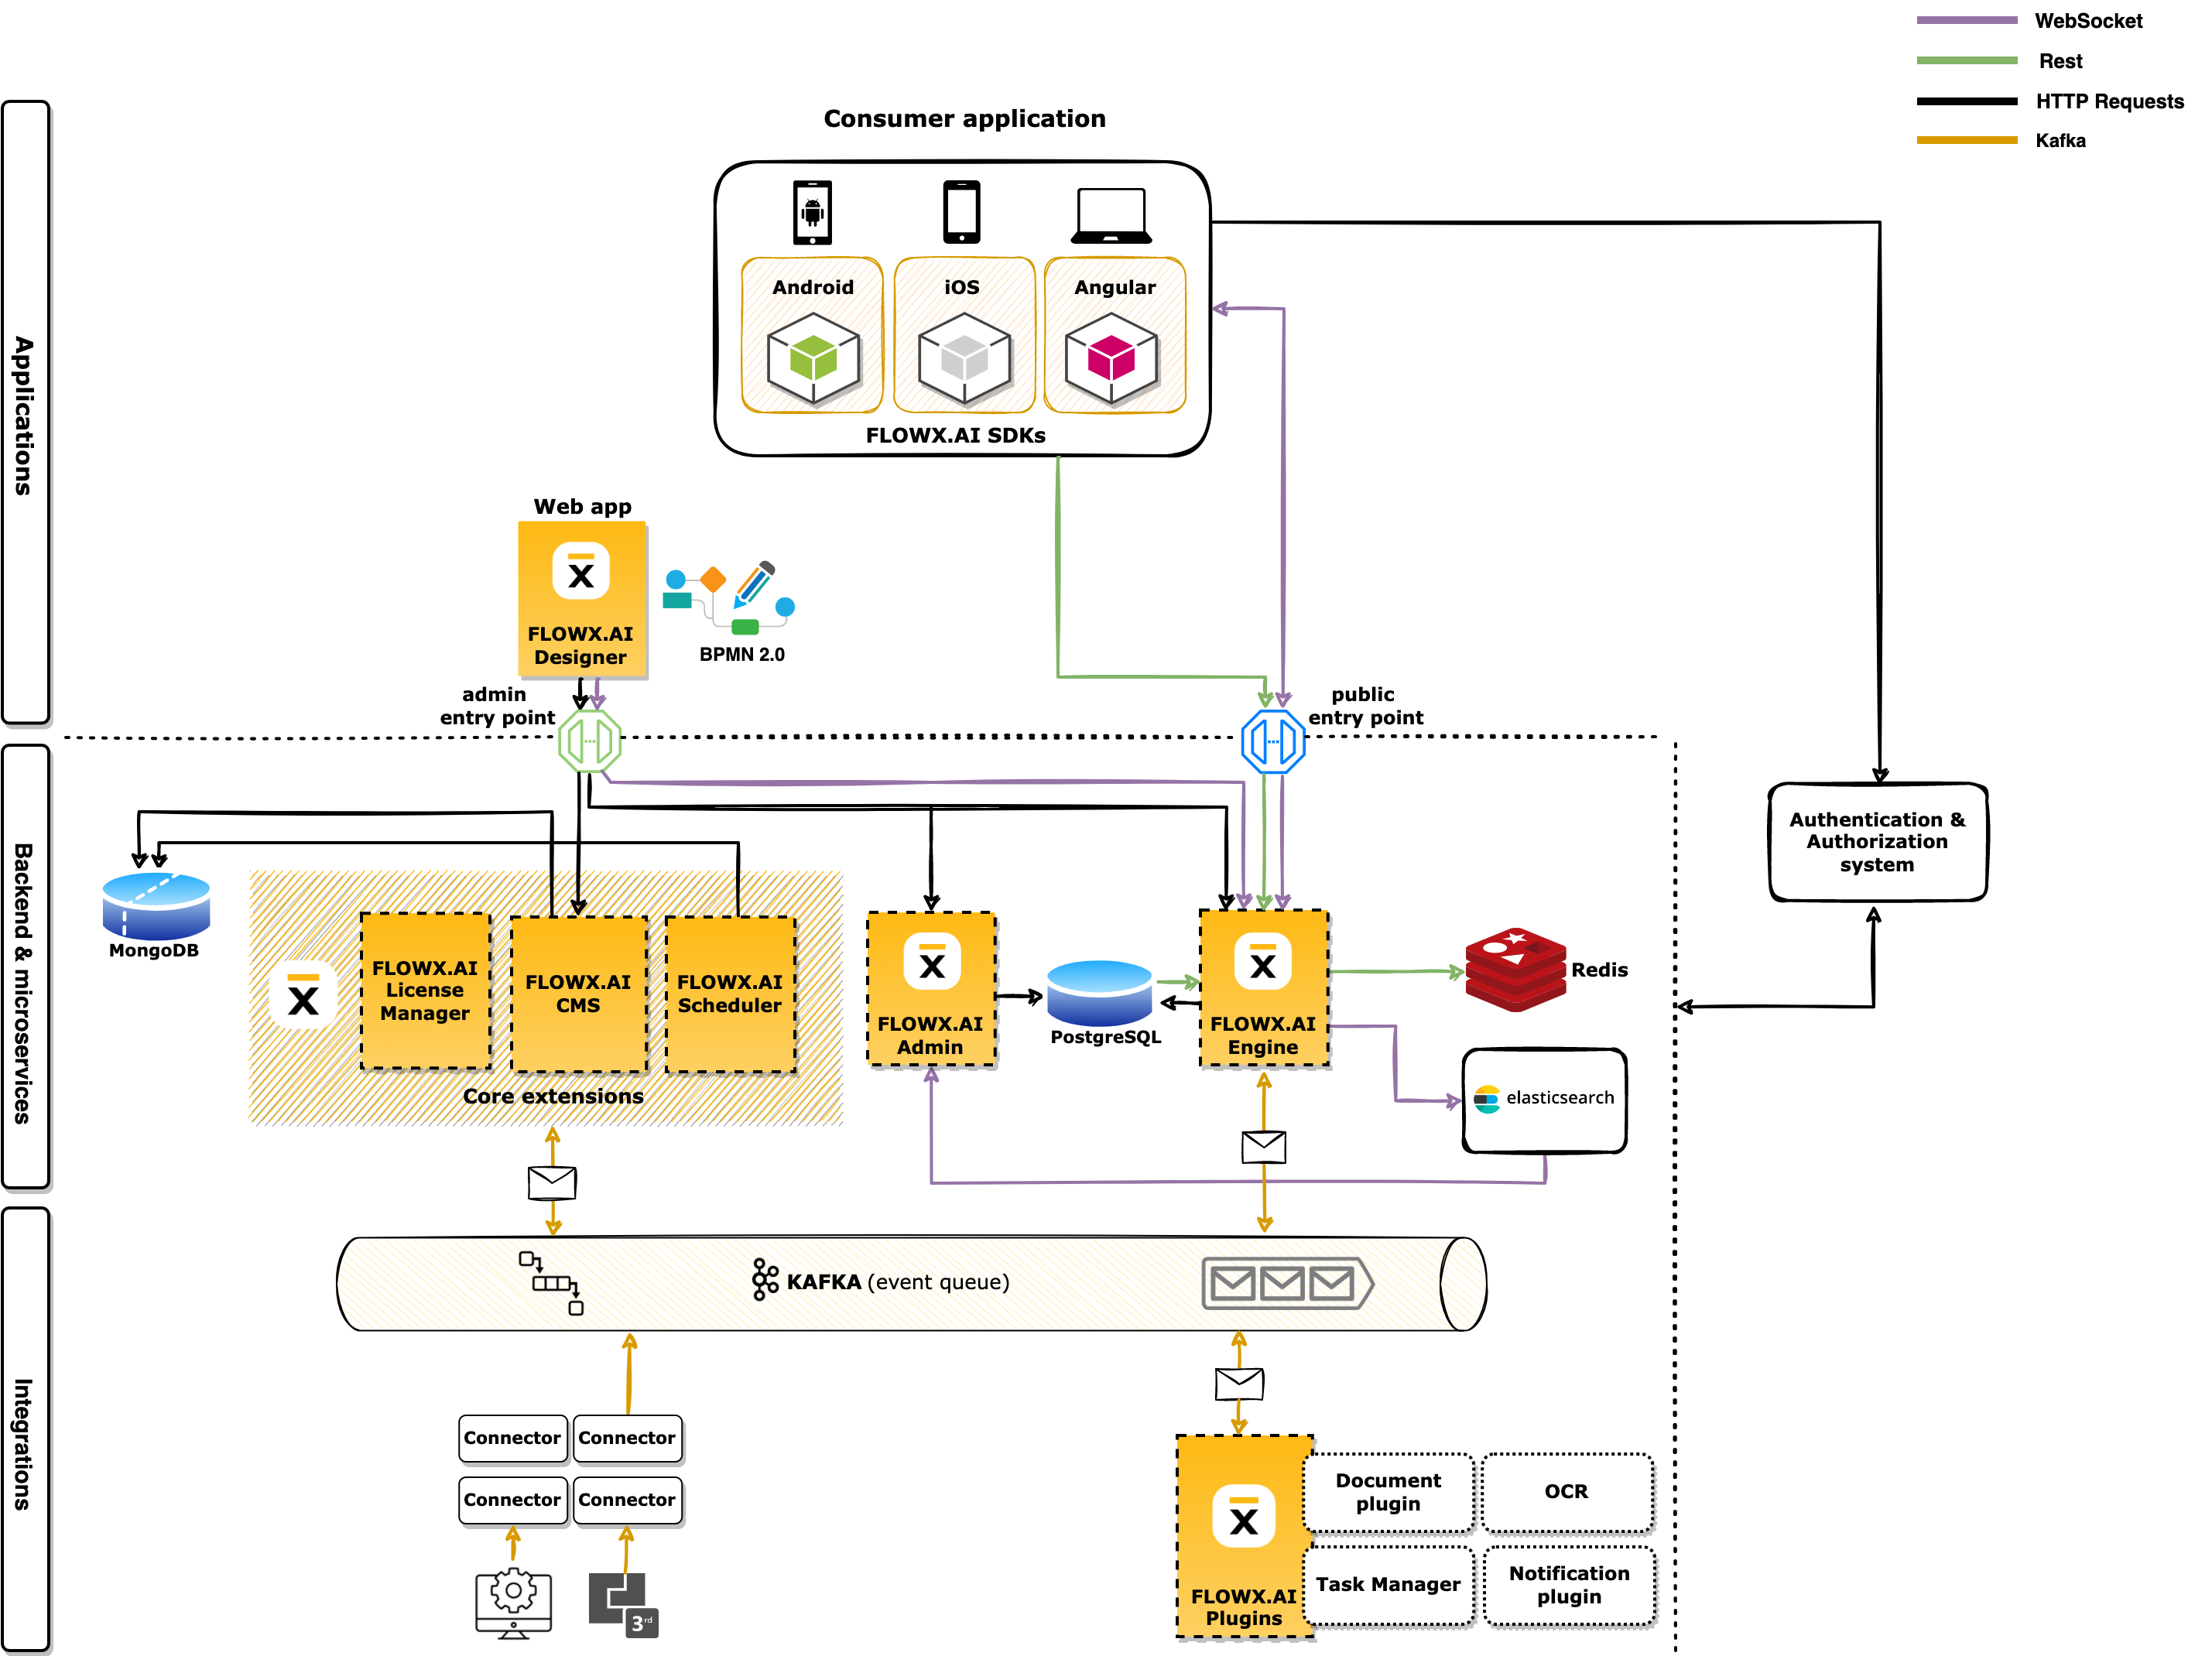 WebSocket
Rest
HTTP Requests
Kafka
Consumer application
Android
iOS
Angular
FLOWX.AI SDKs
Applications
Web app
X
FLOWX.AI
Designer
BPMN 2.0
admin
entry point
public
entry point
Backend & microservices
Authentication &
Authorization
system
MongoDB
X
FLOWX.AI
License
Manager
FLOWX.AI
CMS
FLOWX.AI
Scheduler
Core extensions
X
FLOWX.AI
Admin
PostgreSQL
X
FLOWX.AI
Engine
Redis
elasticsearch
KAFKA (event queue)
Integrations
Connector
Connector
Connector
Connector
3rd
X
FLOWX.AI
Plugins
Document
plugin
OCR
Task Manager
Notification
plugin